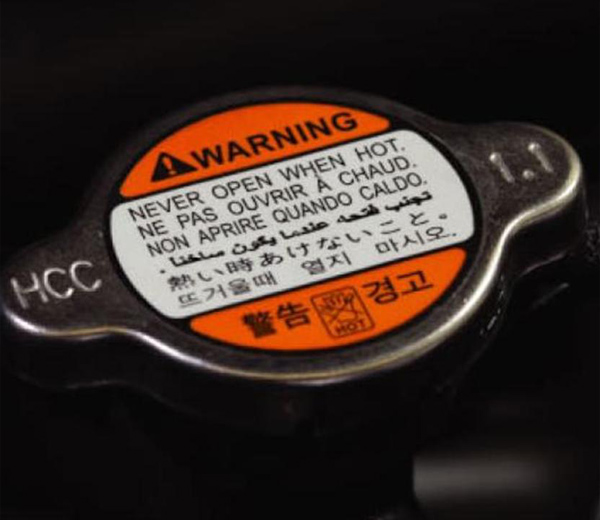 WARNING
NEVER OPEN WHEN HOT.
NE PAS OUVRIR À CHAUD.
NON APRIRE QUANDO CALDO.
تجنب فتحه عندما يكون ساخنا.
熱い時あけないこと。
뜨거울때 열지 마시오.
警告 HOT 경고
HCC
1.1